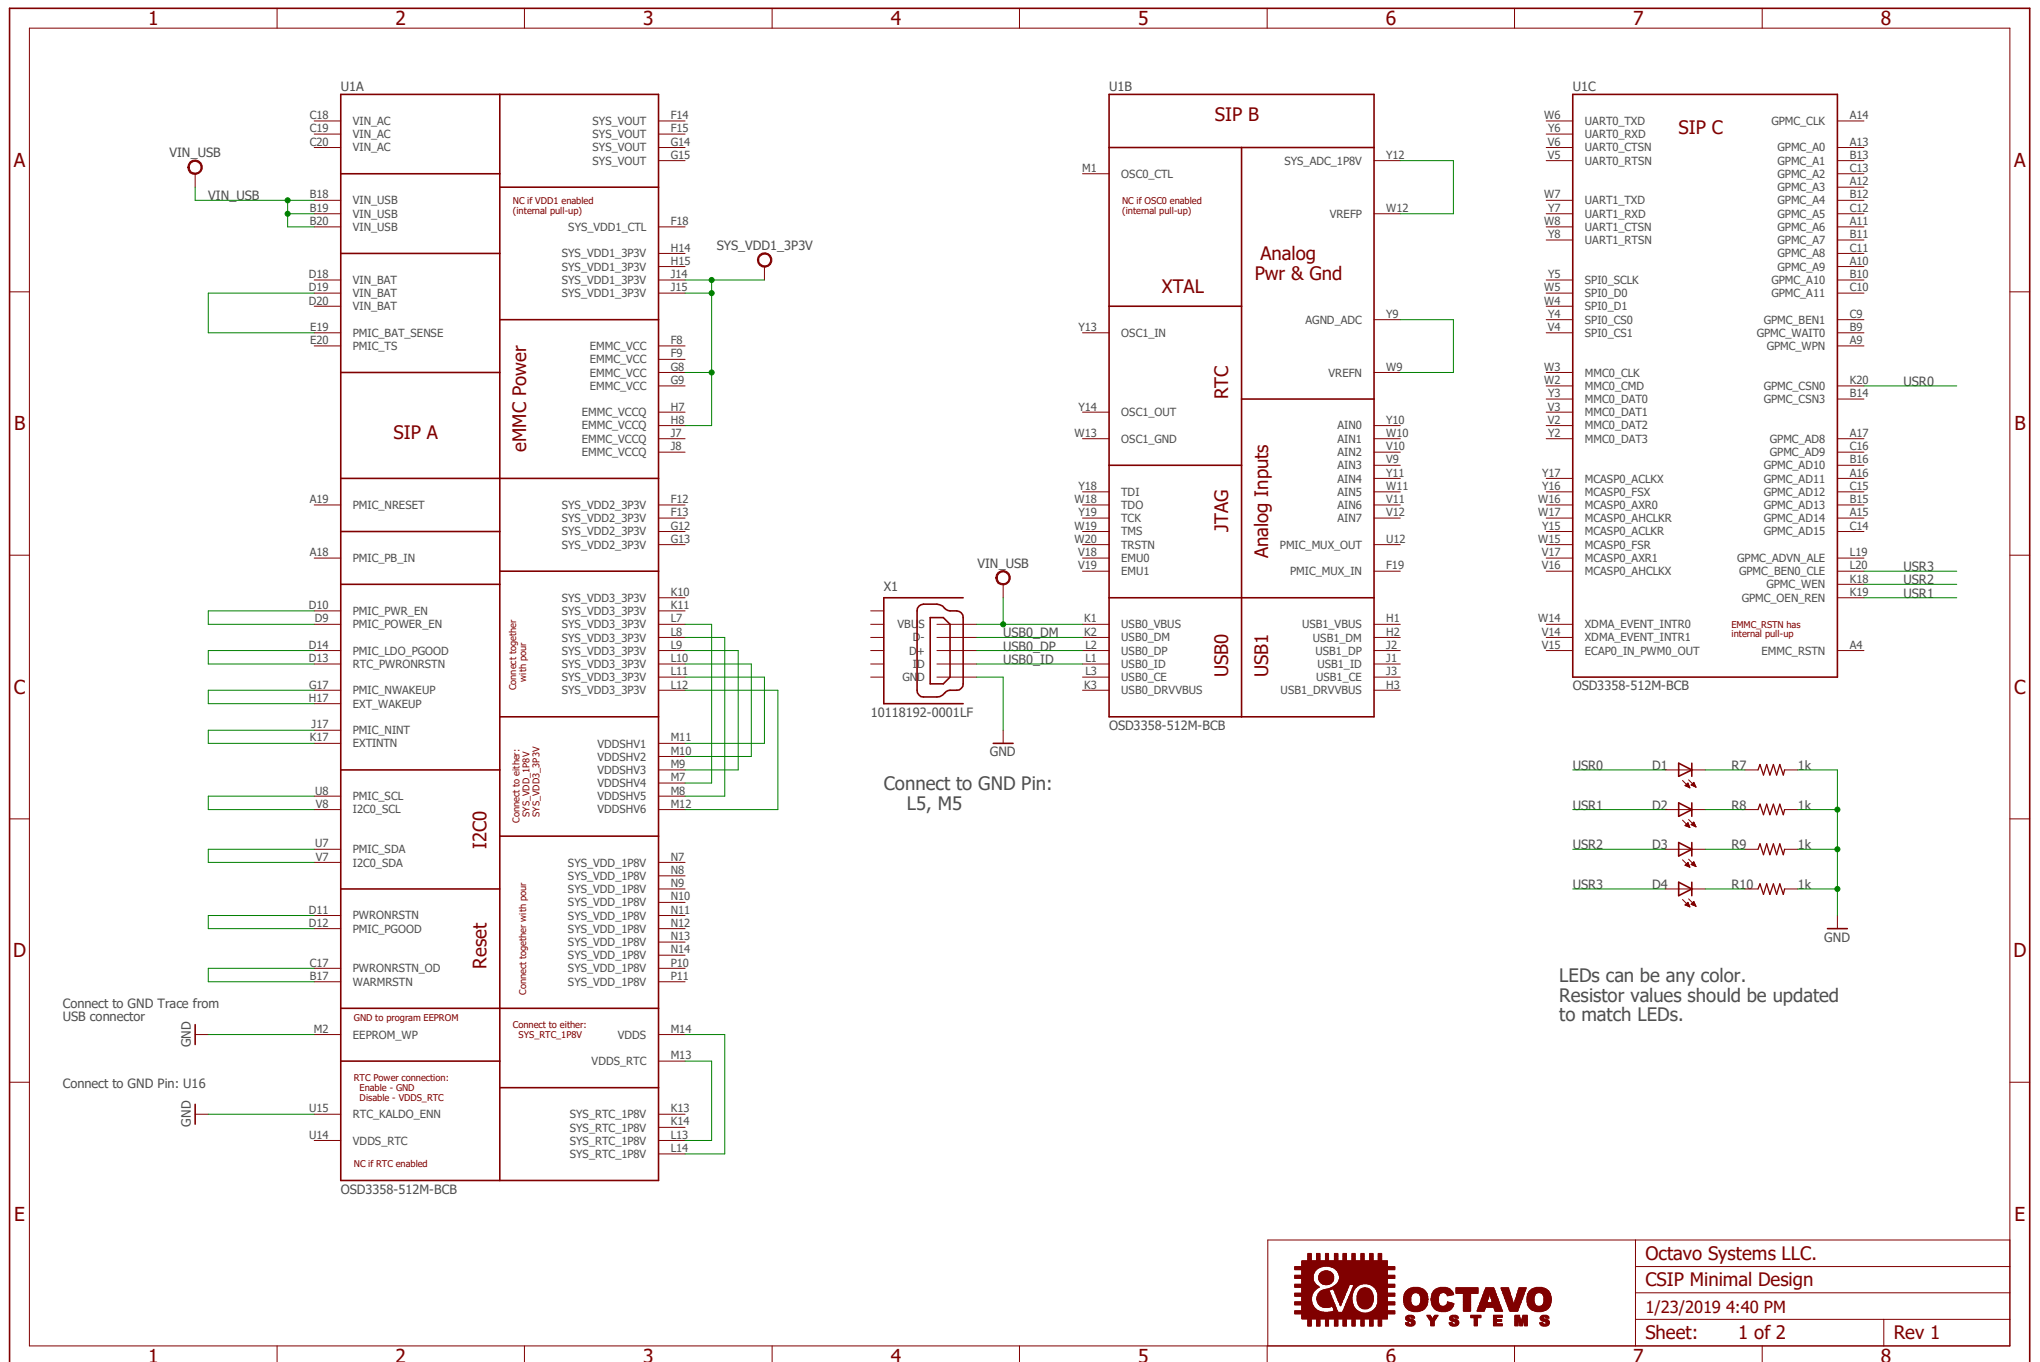 1 2 3 4 5 6 7 8
A
B
C
D
E
A
B
C
D
E
U1A
C18 VIN_AC
C19 VIN_AC
C20 VIN_AC
VIN_USB
VIN_USB
B18 VIN_USB
B19 VIN_USB
B20 VIN_USB
D18 VIN_BAT
D19 VIN_BAT
D20 VIN_BAT
E19 PMIC_BAT_SENSE
E20 PMIC_TS
SIP A
A19 PMIC_NRESET
A18 PMIC_PB_IN
D10 PMIC_PWR_EN
D9 PMIC_POWER_EN
D14 PMIC_LDO_PGOOD
D13 RTC_PWRONRSTN
G17 PMIC_NWAKEUP
H17 EXT_WAKEUP
J17 PMIC_NINT
K17 EXTINTN
U8 PMIC_SCL
V8 I2C0_SCL
I2C0
U7 PMIC_SDA
V7 I2C0_SDA
D11 PWRONRSTN
D12 PMIC_PGOOD
Reset
C17 PWRONRSTN_OD
B17 WARMRSTN
Connect to GND Trace from
USB connector
GND
GND to program EEPROM
M2 EEPROM_WP
Connect to GND Pin: U16
GND
RTC Power connection:
Enable - GND
Disable - VDDS_RTC
U15 RTC_KALDO_ENN
U14 VDDS_RTC
NC if RTC enabled
OSD3358-512M-BCB
SYS_VOUT F14
SYS_VOUT F15
SYS_VOUT G14
SYS_VOUT G15
NC if VDD1 enabled
(internal pull-up)
SYS_VDD1_CTL F18
SYS_VDD1_3P3V H14
SYS_VDD1_3P3V H15
SYS_VDD1_3P3V J14
SYS_VDD1_3P3V J15
SYS_VDD1_3P3V
eMMC Power
EMMC_VCC F8
EMMC_VCC F9
EMMC_VCC G8
EMMC_VCC G9
EMMC_VCCQ H7
EMMC_VCCQ H8
EMMC_VCCQ J7
EMMC_VCCQ J8
SYS_VDD2_3P3V F12
SYS_VDD2_3P3V F13
SYS_VDD2_3P3V G12
SYS_VDD2_3P3V G13
Connect together
with pour
SYS_VDD3_3P3V K10
SYS_VDD3_3P3V K11
SYS_VDD3_3P3V L7
SYS_VDD3_3P3V L8
SYS_VDD3_3P3V L9
SYS_VDD3_3P3V L10
SYS_VDD3_3P3V L11
SYS_VDD3_3P3V L12
Connect to either:
SYS_VDD_1P8V
SYS_VDD3_3P3V
VDDSHV1 M11
VDDSHV2 M10
VDDSHV3 M9
VDDSHV4 M7
VDDSHV5 M8
VDDSHV6 M12
Connect together with pour
SYS_VDD_1P8V N7
SYS_VDD_1P8V N8
SYS_VDD_1P8V N9
SYS_VDD_1P8V N10
SYS_VDD_1P8V N11
SYS_VDD_1P8V N12
SYS_VDD_1P8V N13
SYS_VDD_1P8V N14
SYS_VDD_1P8V P10
SYS_VDD_1P8V P11
Connect to either:
SYS_RTC_1P8V
VDDS M14
VDDS_RTC M13
SYS_RTC_1P8V K13
SYS_RTC_1P8V K14
SYS_RTC_1P8V L13
SYS_RTC_1P8V L14
X1
VIN_USB
VBUS
D- USB0_DM
D+ USB0_DP
ID USB0_ID
GND
10118192-0001LF
GND
Connect to GND Pin:
L5, M5
U1B
SIP B
M1 OSC0_CTL
NC if OSC0 enabled
(internal pull-up)
XTAL
Y13 OSC1_IN
RTC
Y14 OSC1_OUT
W13 OSC1_GND
Y18 TDI
W18 TDO
Y19 TCK
W19 TMS
W20 TRSTN
V18 EMU0
V19 EMU1
JTAG
K1 USB0_VBUS
K2 USB0_DM
L2 USB0_DP
L1 USB0_ID
L3 USB0_CE
K3 USB0_DRVVBUS
USB0
OSD3358-512M-BCB
SYS_ADC_1P8V Y12
VREFP W12
Analog
Pwr & Gnd
AGND_ADC Y9
VREFN W9
Analog Inputs
AIN0 Y10
AIN1 W10
AIN2 V10
AIN3 V9
AIN4 Y11
AIN5 W11
AIN6 V11
AIN7 V12
PMIC_MUX_OUT U12
PMIC_MUX_IN F19
USB1
USB1_VBUS H1
USB1_DM H2
USB1_DP J2
USB1_ID J1
USB1_CE J3
USB1_DRVVBUS H3
U1C
SIP C
W6 UART0_TXD
Y6 UART0_RXD
V6 UART0_CTSN
V5 UART0_RTSN
W7 UART1_TXD
Y7 UART1_RXD
W8 UART1_CTSN
Y8 UART1_RTSN
Y5 SPI0_SCLK
W5 SPI0_D0
W4 SPI0_D1
Y4 SPI0_CS0
V4 SPI0_CS1
W3 MMC0_CLK
W2 MMC0_CMD
Y3 MMC0_DAT0
V3 MMC0_DAT1
V2 MMC0_DAT2
Y2 MMC0_DAT3
Y17 MCASP0_ACLKX
Y16 MCASP0_FSX
W16 MCASP0_AXR0
W17 MCASP0_AHCLKR
Y15 MCASP0_ACLKR
W15 MCASP0_FSR
V17 MCASP0_AXR1
V16 MCASP0_AHCLKX
W14 XDMA_EVENT_INTR0
V14 XDMA_EVENT_INTR1
V15 ECAP0_IN_PWM0_OUT
OSD3358-512M-BCB
GPMC_CLK A14
GPMC_A0 A13
GPMC_A1 B13
GPMC_A2 C13
GPMC_A3 A12
GPMC_A4 B12
GPMC_A5 C12
GPMC_A6 A11
GPMC_A7 B11
GPMC_A8 C11
GPMC_A9 A10
GPMC_A10 B10
GPMC_A11 C10
GPMC_BEN1 C9
GPMC_WAIT0 B9
GPMC_WPN A9
GPMC_CSN0 K20 USR0
GPMC_CSN3 B14
GPMC_AD8 A17
GPMC_AD9 C16
GPMC_AD10 B16
GPMC_AD11 A16
GPMC_AD12 C15
GPMC_AD13 B15
GPMC_AD14 A15
GPMC_AD15 C14
GPMC_ADVN_ALE L19
GPMC_BEN0_CLE L20 USR3
GPMC_WEN K18 USR2
GPMC_OEN_REN K19 USR1
EMMC_RSTN has
internal pull-up
EMMC_RSTN A4
USR0 D1 R7 1k
USR1 D2 R8 1k
USR2 D3 R9 1k
USR3 D4 R10 1k
GND
LEDs can be any color.
Resistor values should be updated
to match LEDs.
8vo OCTAVO
SYSTEMS
Octavo Systems LLC.
CSIP Minimal Design
1/23/2019 4:40 PM
Sheet: 1 of 2 Rev 1
1 2 3 4 5 6 7 8